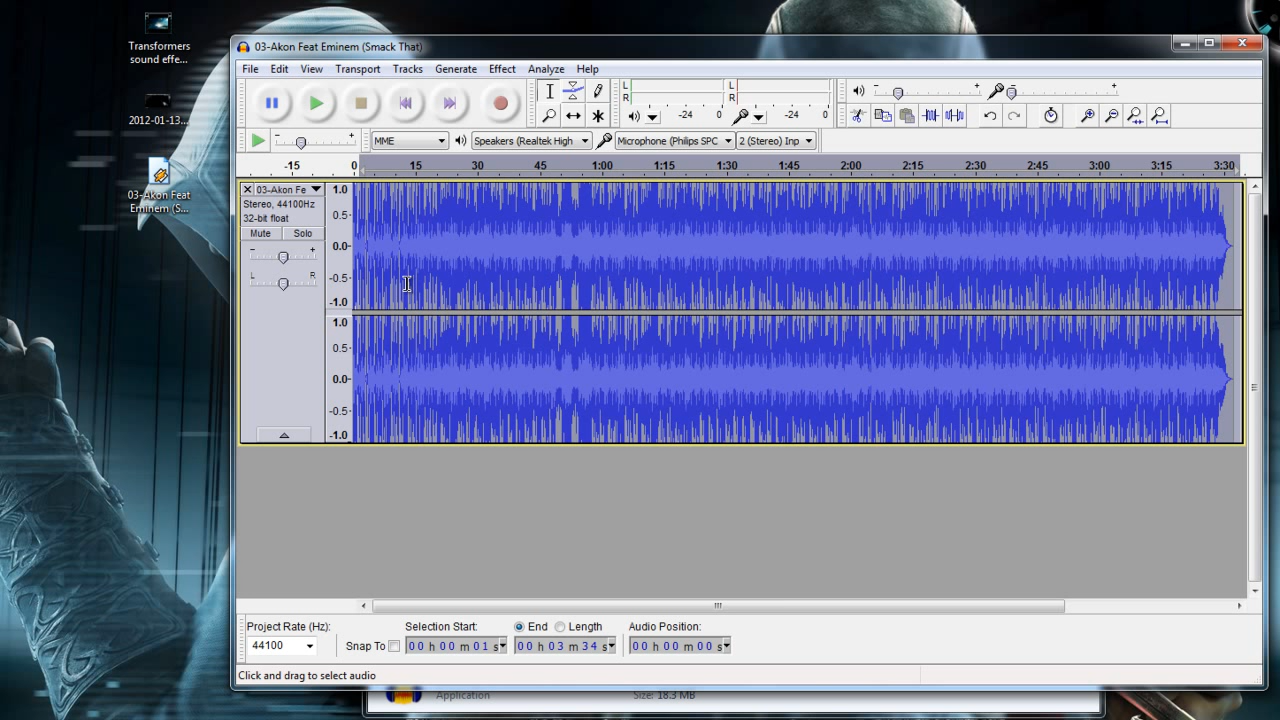 Transformers
sound effe...
2012-01-13...
03-Akon Feat
Eminem (S...
03-Akon Feat Eminem (Smack That)
File Edit View Transport Tracks Generate Effect Analyze Help
L
R
-24 0
L
R
-24 0
- +
- +
- +
MME
Speakers (Realtek High
Microphone (Philips SPC
2 (Stereo) Inp
-15 0 15 30 45 1:00 1:15 1:30 1:45 2:00 2:15 2:30 2:45 3:00 3:15 3:30
03-Akon Fe
Stereo, 44100Hz
32-bit float
Mute Solo
- +
L R
1.0
0.5
0.0
-0.5
-1.0
1.0
0.5
0.0
-0.5
-1.0
Project Rate (Hz):
44100
Snap To
Selection Start:
00 h 00 m 01 s
End Length
00 h 03 m 34 s
Audio Position:
00 h 00 m 00 s
Click and drag to select audio
Application Size: 18.3 MB